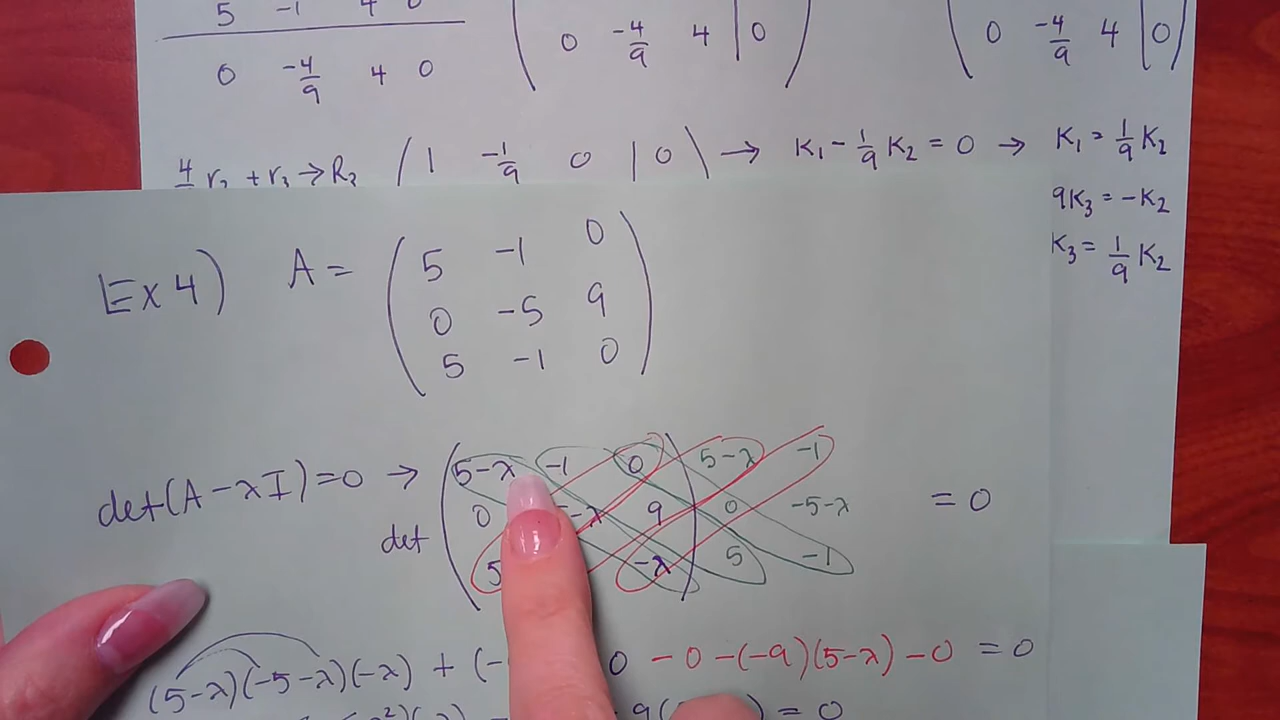 5 -1 4 0
0 -4/9 4 0
0 -4/9 4 | 0
0 -4/9 4 | 0
4/9 r2 + r3 → R3 ( 1 -1/9 0 | 0 ) → K1 - 1/9 K2 = 0 → K1 = 1/9 K2
9K3 = -K2
K3 = 1/9 K2
Ex 4) A = ( 5 -1 0
0 -5 9
5 -1 0 )
det(A - λI) = 0 → det ( 5-λ -1 0 ) 5-λ -1
0 -λ 9 0 -5-λ = 0
5 -λ 5 -1
(5-λ)(-5-λ)(-λ) + (- 0 - 0 - (-9)(5-λ) - 0 = 0
9( ) = 0